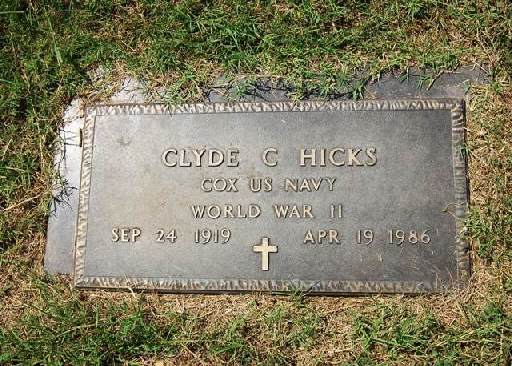 CLYDE C HICKS
COX US NAVY
WORLD WAR II
SEP 24 1919 APR 19 1986